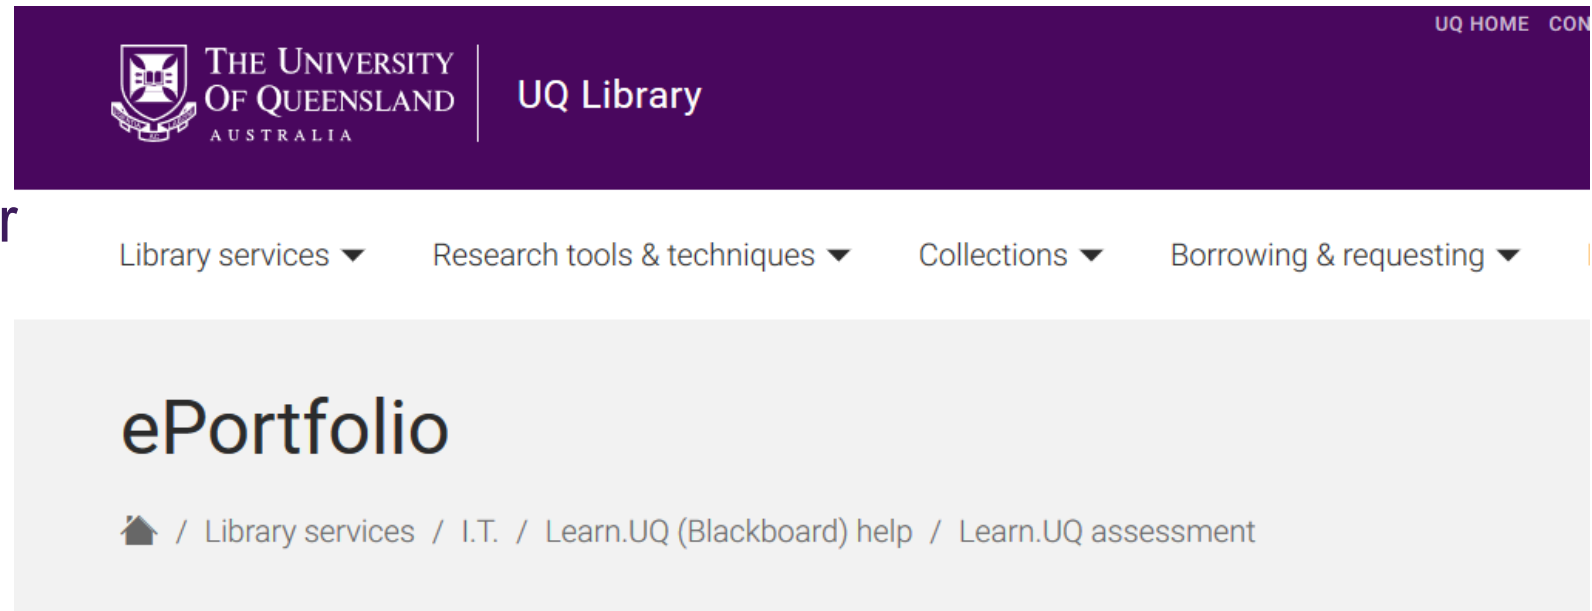 UQ HOME CON
THE UNIVERSITY
OF QUEENSLAND
AUSTRALIA
UQ Library
r
Library services Research tools & techniques Collections Borrowing & requesting
ePortfolio
/ Library services / I.T. / Learn.UQ (Blackboard) help / Learn.UQ assessment